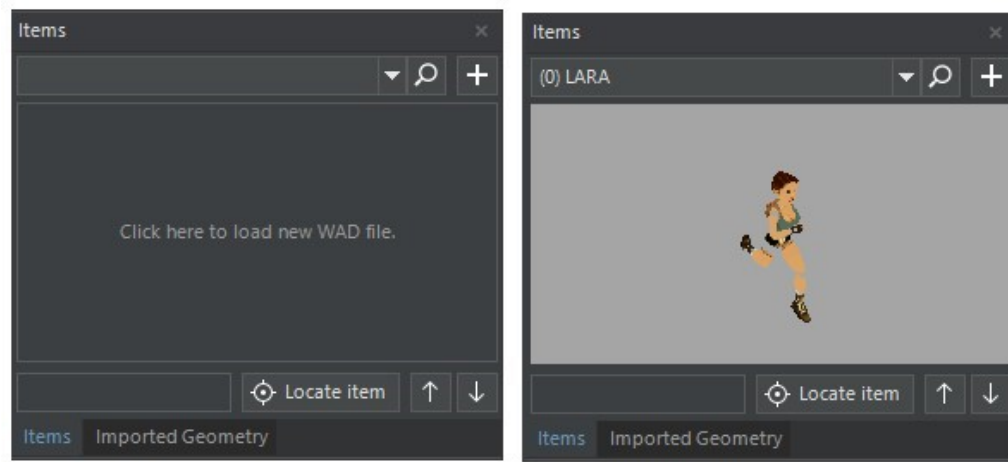 Items
Click here to load new WAD file.
Locate item
Items Imported Geometry
Items
(0) LARA
Locate item
Items Imported Geometry